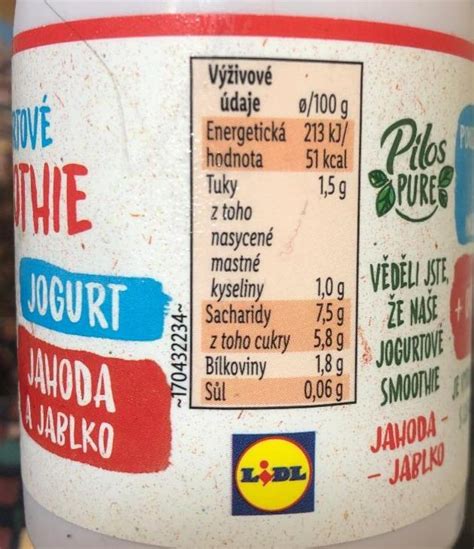 OTHIE
JOGURT
JAHODA
A JABLKO
~170432234~
Výživové
údaje ø/100 g
Energetická 213 kJ/
hodnota 51 kcal
Tuky 1,5 g
z toho
nasycené
mastné
kyseliny 1,0 g
Sacharidy 7,5 g
z toho cukry 5,8 g
Bílkoviny 1,8 g
Sůl 0,06 g
LIDL
Pilos
PURE
VĚDĚLI JSTE,
ŽE NAŠE
JOGURTOVÉ
SMOOTHIE
JAHODA -
- JABLKO